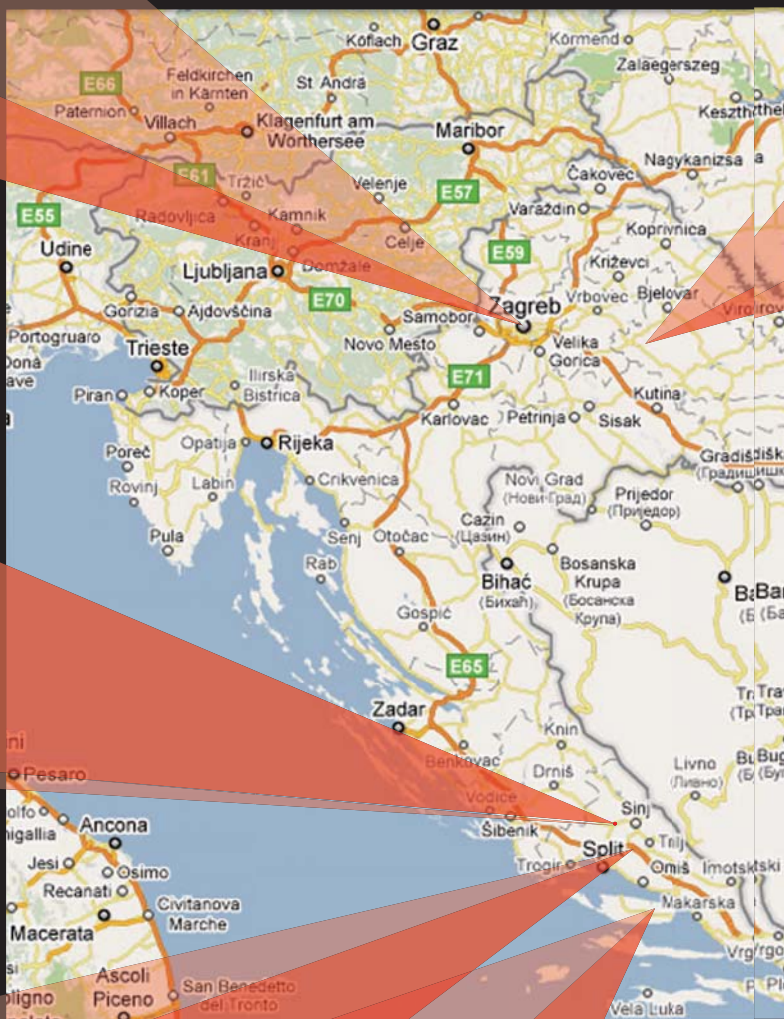 Köflach
Graz
Körmend
Zalaegerszeg
E66
Feldkirchen
in Kärnten
St Andrä
Paternion
Villach
Klagenfurt am
Wörthersee
Maribor
Keszth
Nagykanizsa
E61
Tržič
Velenje
E57
Čakovec
E55
Radovljica
Kamnik
Varaždin
Kranj
Celje
Koprivnica
Udine
E59
Ljubljana
Domžale
Križevci
E70
Zagreb
Vrbovec
Bjelovar
Gorizia
Ajdovščina
Samobor
Portogruaro
Novo Mesto
Velika
Gorica
Trieste
E71
Piran
Koper
Ilirska
Bistrica
Kutina
Karlovac
Petrinja
Sisak
Opatija
Rijeka
Poreč
Labin
Crikvenica
Novi Grad
(Нови Град)
Rovinj
Prijedor
(Приједор)
Cazin
(Цазин)
Pula
Senj
Otočac
Rab
Bihać
(Бихаћ)
Bosanska
Krupa
(Босанска
Крупа)
Gospić
E65
Zadar
Knin
Benkovac
Livno
(Ливно)
Drniš
Pesaro
Vodice
Šibenik
Sinj
Ancona
Trilj
Split
Trogir
Omiš
Jesi
Osimo
Recanati
Civitanova
Marche
Makarska
Macerata
Ascoli
Piceno
San Benedetto
del Tronto
Vela Luka